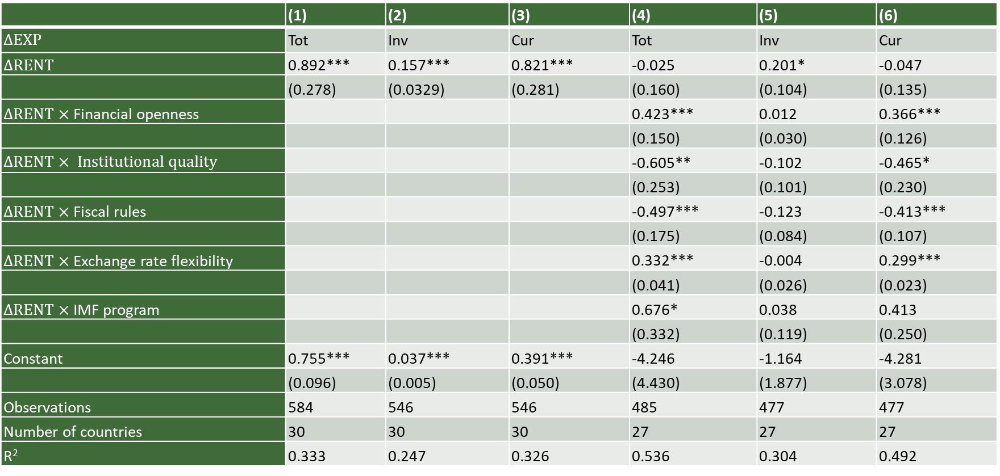 (1) (2) (3) (4) (5) (6)
ΔEXP Tot Inv Cur Tot Inv Cur
ΔRENT 0.892*** 0.157*** 0.821*** -0.025 0.201* -0.047
(0.278) (0.0329) (0.281) (0.160) (0.104) (0.135)
ΔRENT × Financial openness 0.423*** 0.012 0.366***
(0.150) (0.030) (0.126)
ΔRENT × Institutional quality -0.605** -0.102 -0.465*
(0.253) (0.101) (0.230)
ΔRENT × Fiscal rules -0.497*** -0.123 -0.413***
(0.175) (0.084) (0.107)
ΔRENT × Exchange rate flexibility 0.332*** -0.004 0.299***
(0.041) (0.026) (0.023)
ΔRENT × IMF program 0.676* 0.038 0.413
(0.332) (0.119) (0.250)
Constant 0.755*** 0.037*** 0.391*** -4.246 -1.164 -4.281
(0.096) (0.005) (0.050) (4.430) (1.877) (3.078)
Observations 584 546 546 485 477 477
Number of countries 30 30 30 27 27 27
R² 0.333 0.247 0.326 0.536 0.304 0.492